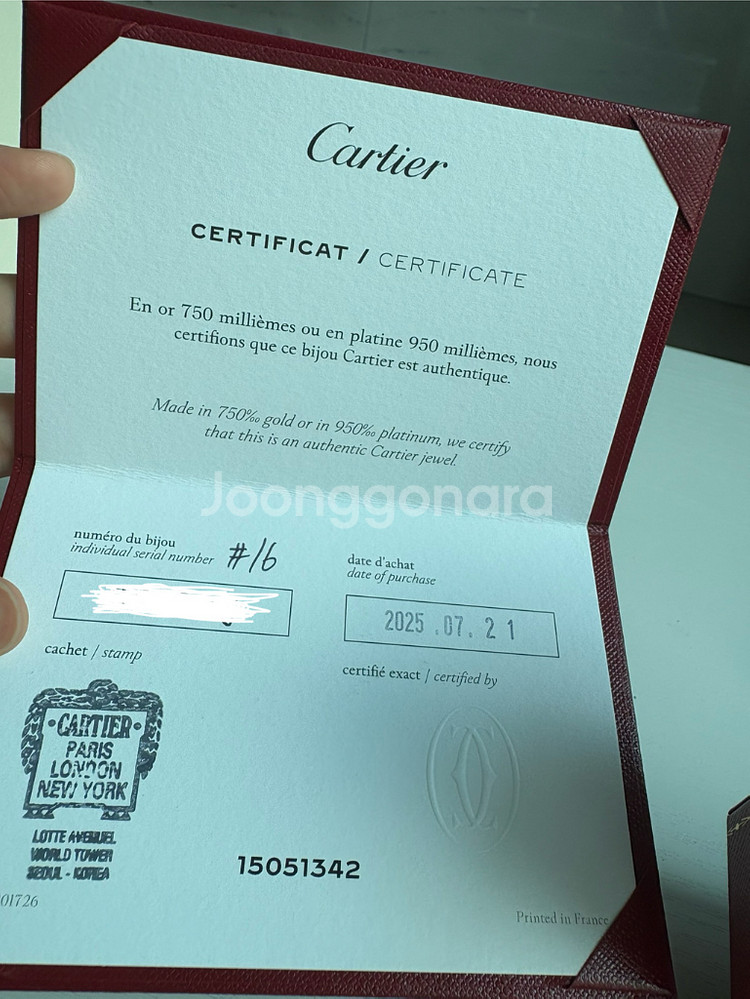 Cartier
CERTIFICAT / CERTIFICATE
En or 750 millièmes ou en platine 950 millièmes, nous
certifions que ce bijou Cartier est authentique.
Made in 750‰ gold or in 950‰ platinum, we certify
that this is an authentic Cartier jewel.
Joonggonara
numéro du bijou
individual serial number #16
date d'achat
date of purchase
2025.07.21
cachet / stamp
certifié exact / certified by
CARTIER
PARIS
LONDON
NEW YORK
LOTTE AVENUEL
WORLD TOWER
SEOUL - KOREA
15051342
01726
Printed in France